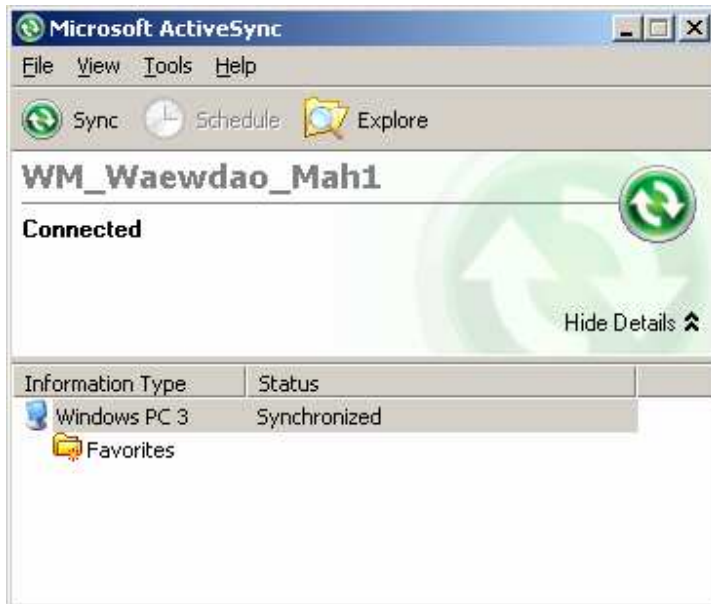 Microsoft ActiveSync
File View Tools Help
Sync Schedule Explore
WM_Waewdao_Mah1
Connected
Hide Details
Information Type Status
Windows PC 3 Synchronized
Favorites